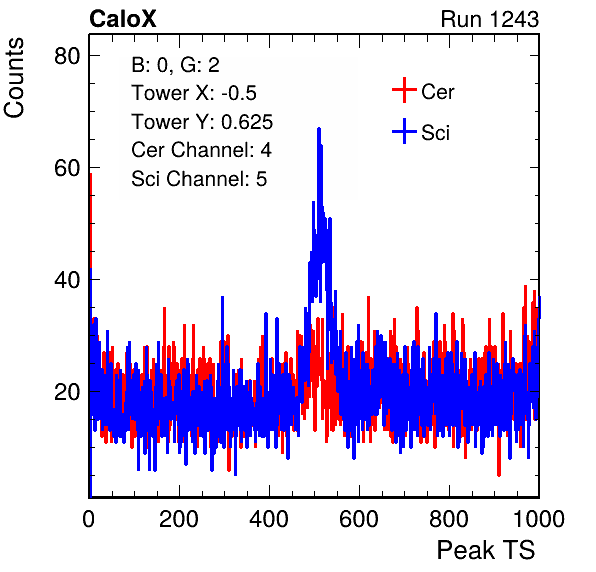 CaloX Run 1243
Counts
B: 0, G: 2
Tower X: -0.5
Tower Y: 0.625
Cer Channel: 4
Sci Channel: 5
Cer
Sci
80
60
40
20
0 200 400 600 800 1000
Peak TS